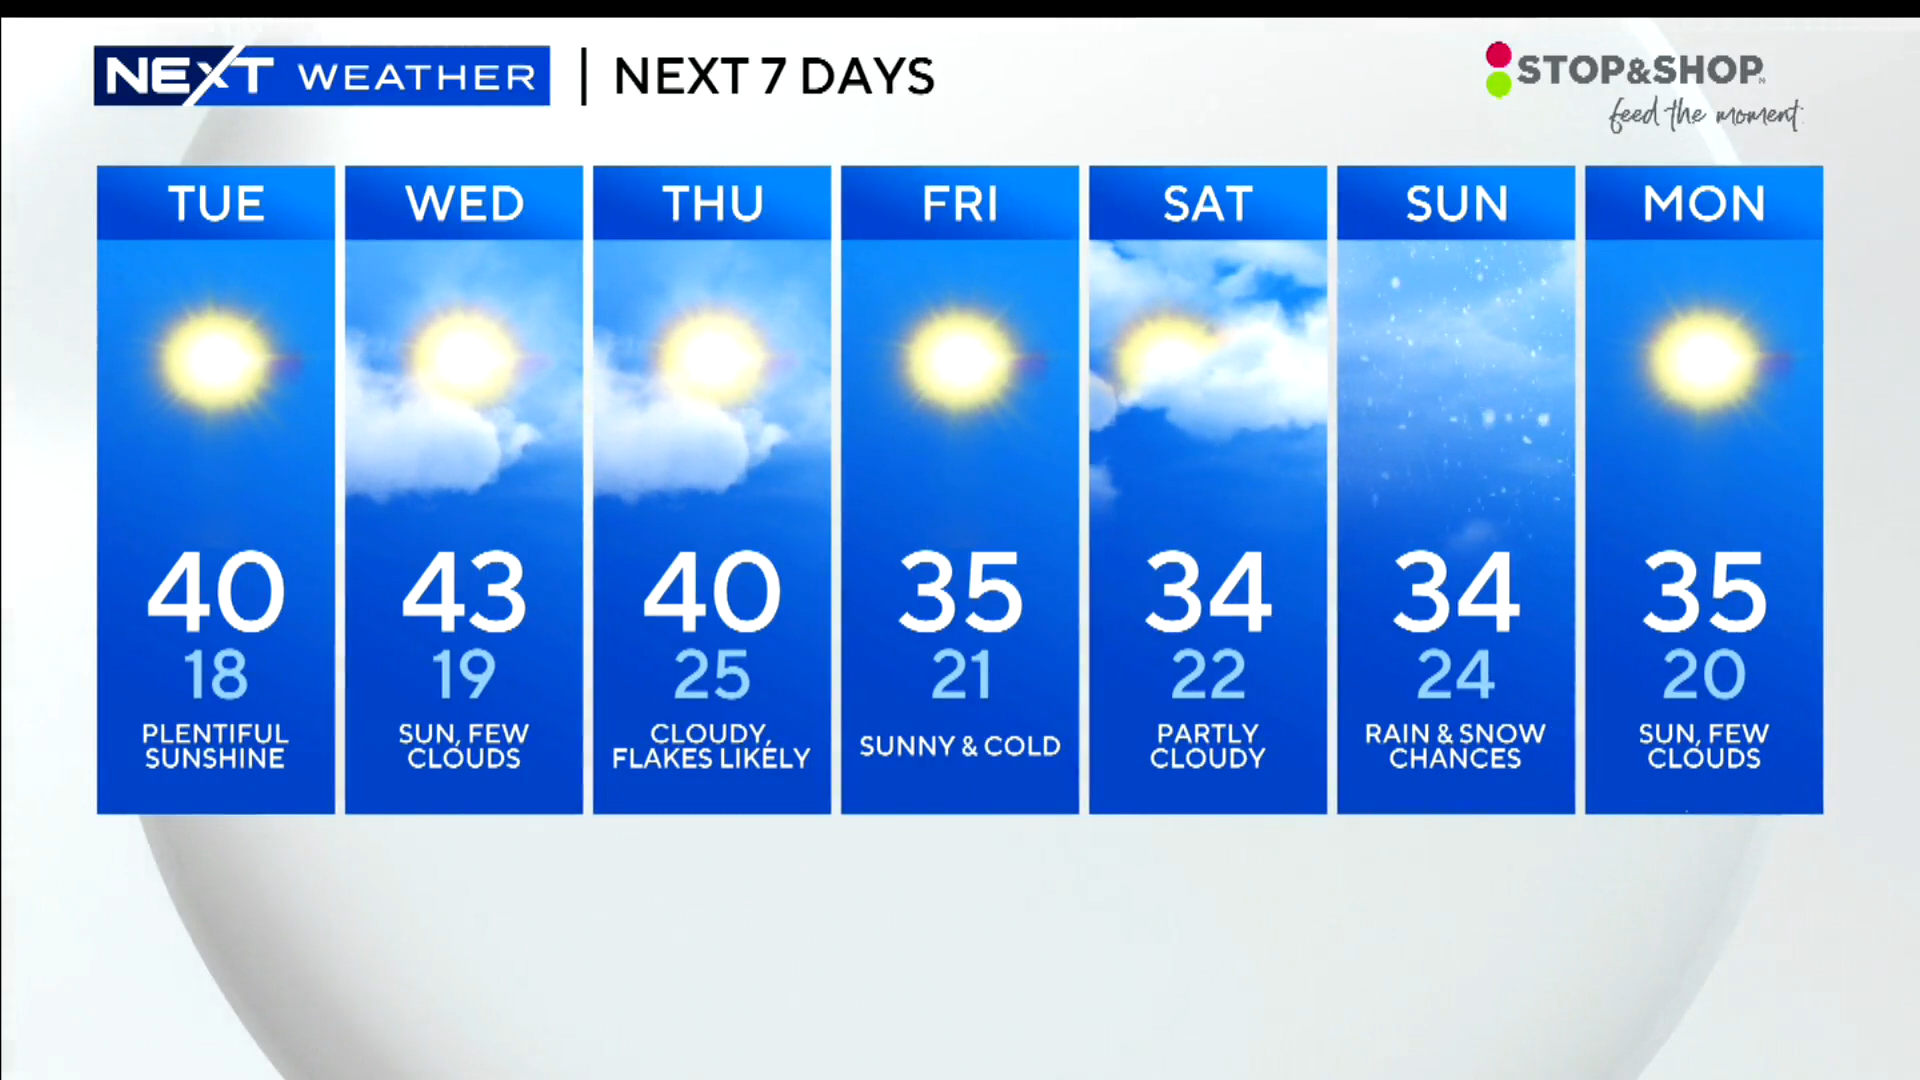 NEXT WEATHER | NEXT 7 DAYS
STOP&SHOP
feed the moment
TUE
40
18
PLENTIFUL
SUNSHINE
WED
43
19
SUN, FEW
CLOUDS
THU
40
25
CLOUDY,
FLAKES LIKELY
FRI
35
21
SUNNY & COLD
SAT
34
22
PARTLY
CLOUDY
SUN
34
24
RAIN & SNOW
CHANCES
MON
35
20
SUN, FEW
CLOUDS